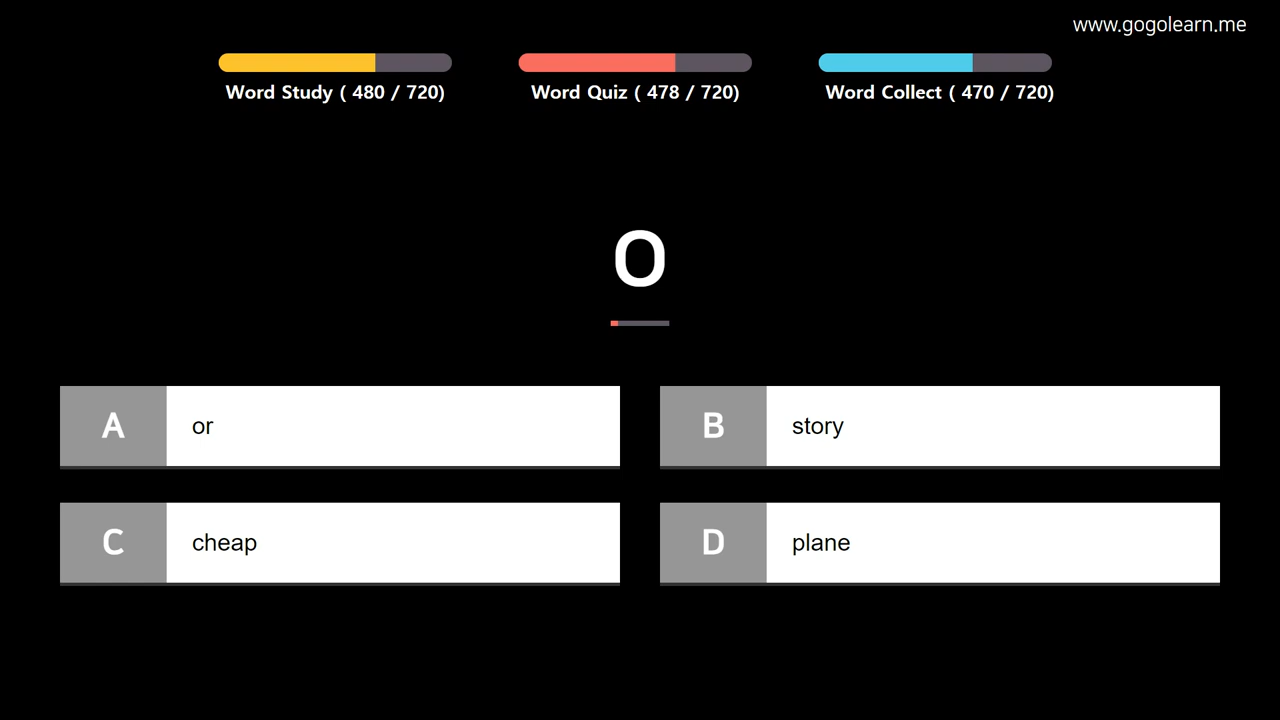 www.gogolearn.me
Word Study ( 480 / 720)
Word Quiz ( 478 / 720)
Word Collect ( 470 / 720)
O
A or
B story
C cheap
D plane